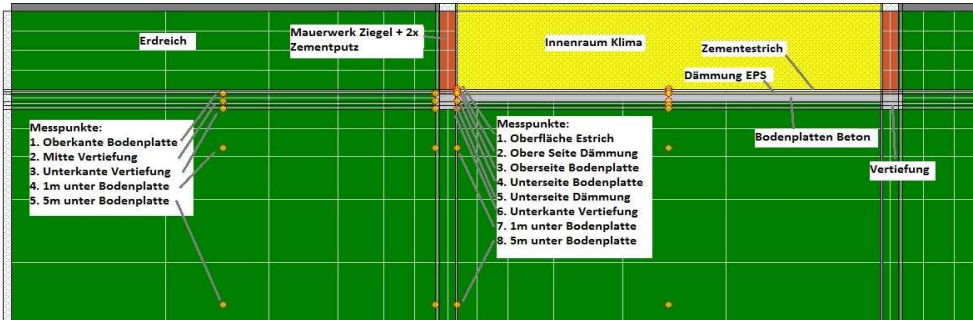 Erdreich
Mauerwerk Ziegel + 2x
Zementputz
Innenraum Klima
Zementestrich
Dämmung EPS
Bodenplatten Beton
Vertiefung
Messpunkte:
1. Oberkante Bodenplatte
2. Mitte Vertiefung
3. Unterkante Vertiefung
4. 1m unter Bodenplatte
5. 5m unter Bodenplatte
Messpunkte:
1. Oberfläche Estrich
2. Obere Seite Dämmung
3. Oberseite Bodenplatte
4. Unterseite Bodenplatte
5. Unterseite Dämmung
6. Unterkante Vertiefung
7. 1m unter Bodenplatte
8. 5m unter Bodenplatte